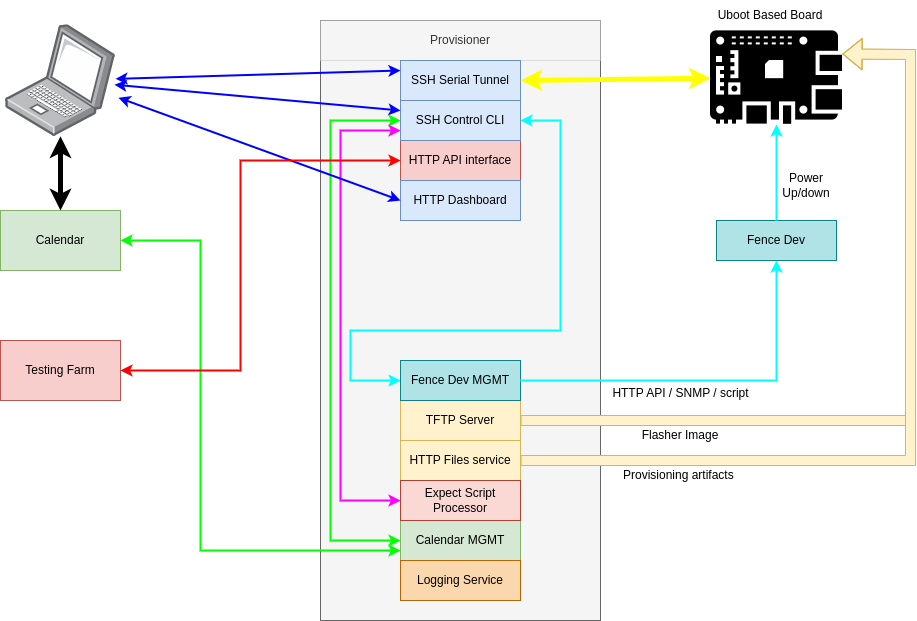 Uboot Based Board
Provisioner
SSH Serial Tunnel
SSH Control CLI
HTTP API interface
HTTP Dashboard
Power
Up/down
Calendar
Fence Dev
Testing Farm
Fence Dev MGMT
HTTP API / SNMP / script
TFTP Server
Flasher Image
HTTP Files service
Provisioning artifacts
Expect Script
Processor
Calendar MGMT
Logging Service